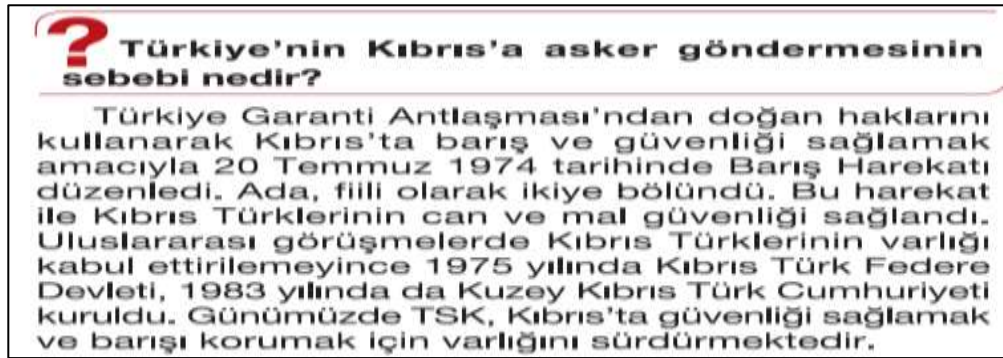 ? Türkiye'nin Kıbrıs'a asker göndermesinin
sebebi nedir?
Türkiye Garanti Antlaşması'ndan doğan haklarını
kullanarak Kıbrıs'ta barış ve güvenliği sağlamak
amacıyla 20 Temmuz 1974 tarihinde Barış Harekatı
düzenledi. Ada, fiili olarak ikiye bölündü. Bu harekat
ile Kıbrıs Türklerinin can ve mal güvenliği sağlandı.
Uluslararası görüşmelerde Kıbrıs Türklerinin varlığı
kabul ettirilemeyince 1975 yılında Kıbrıs Türk Federe
Devleti, 1983 yılında da Kuzey Kıbrıs Türk Cumhuriyeti
kuruldu. Günümüzde TSK, Kıbrıs'ta güvenliği sağlamak
ve barışı korumak için varlığını sürdürmektedir.